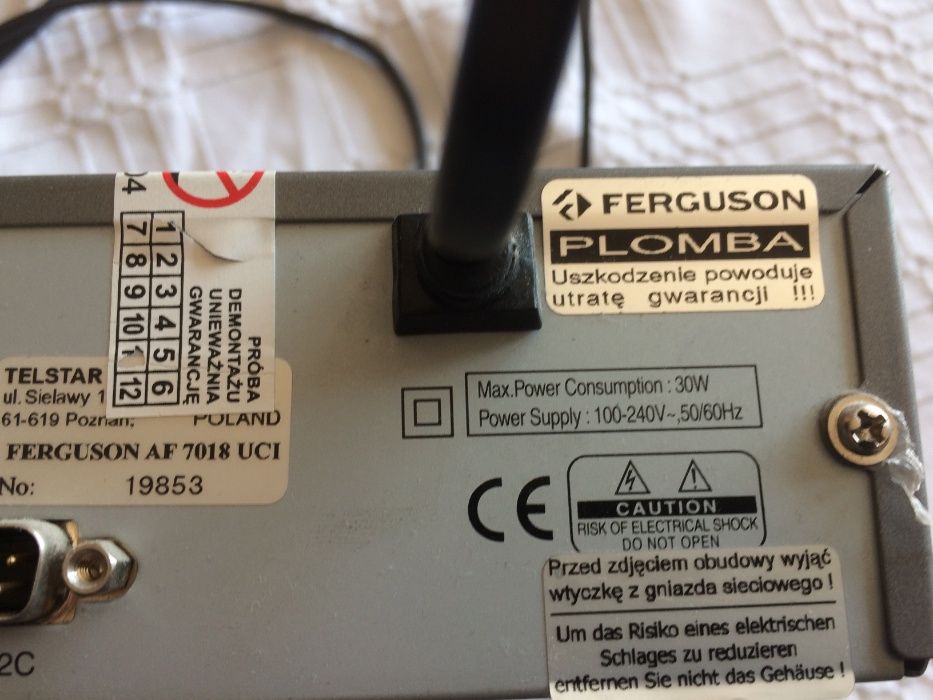 FERGUSON
PLOMBA
Uszkodzenie powoduje
utratę gwarancji !!!
04
1 2 3 4 5 6
7 8 9 10 1 12
PRÓBA
DEMONTAŻU
UNIEWAŻNIA
GWARANCJĘ
TELSTAR
ul. Sielawy 1
61-619 Poznań, POLAND
FERGUSON AF 7018 UCI
No: 19853
Max.Power Consumption : 30W
Power Supply : 100-240V~,50/60Hz
CE
CAUTION
RISK OF ELECTRICAL SHOCK
DO NOT OPEN
Przed zdjęciem obudowy wyjąć
wtyczkę z gniazda sieciowego !
Um das Risiko eines elektrischen
Schlages zu reduzieren
entfernen Sie nicht das Gehäuse !
2C